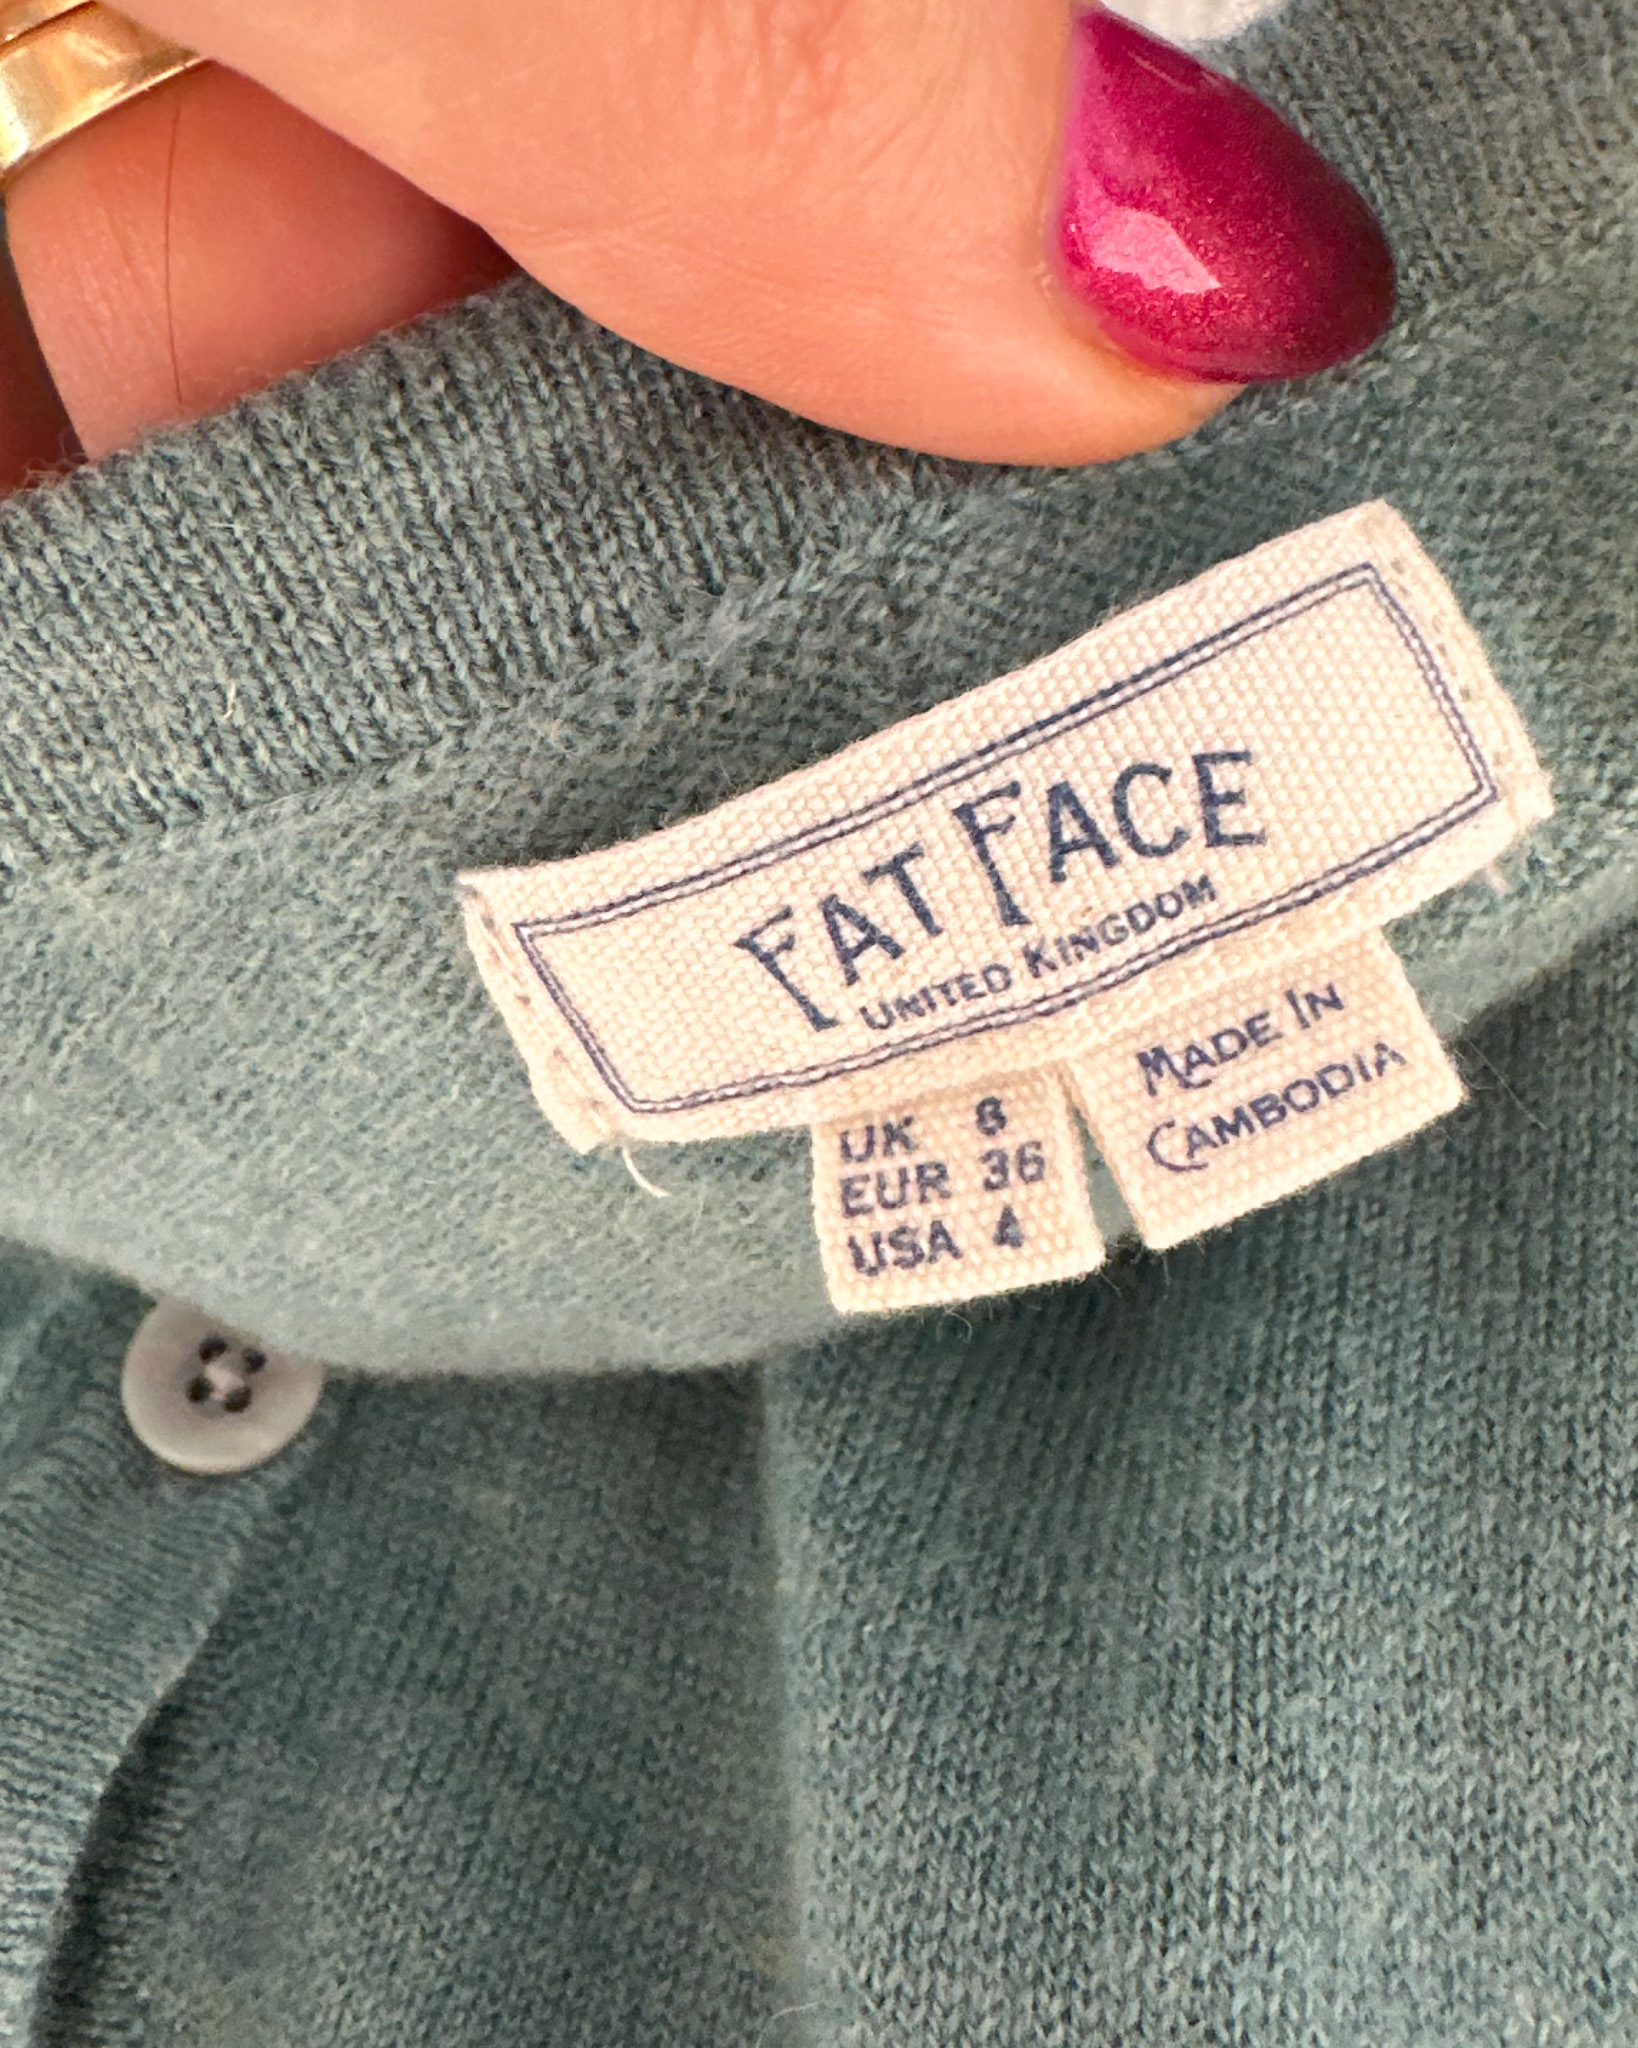 FAT FACE
UNITED KINGDOM
UK 8
EUR 36
USA 4
MADE IN
CAMBODIA